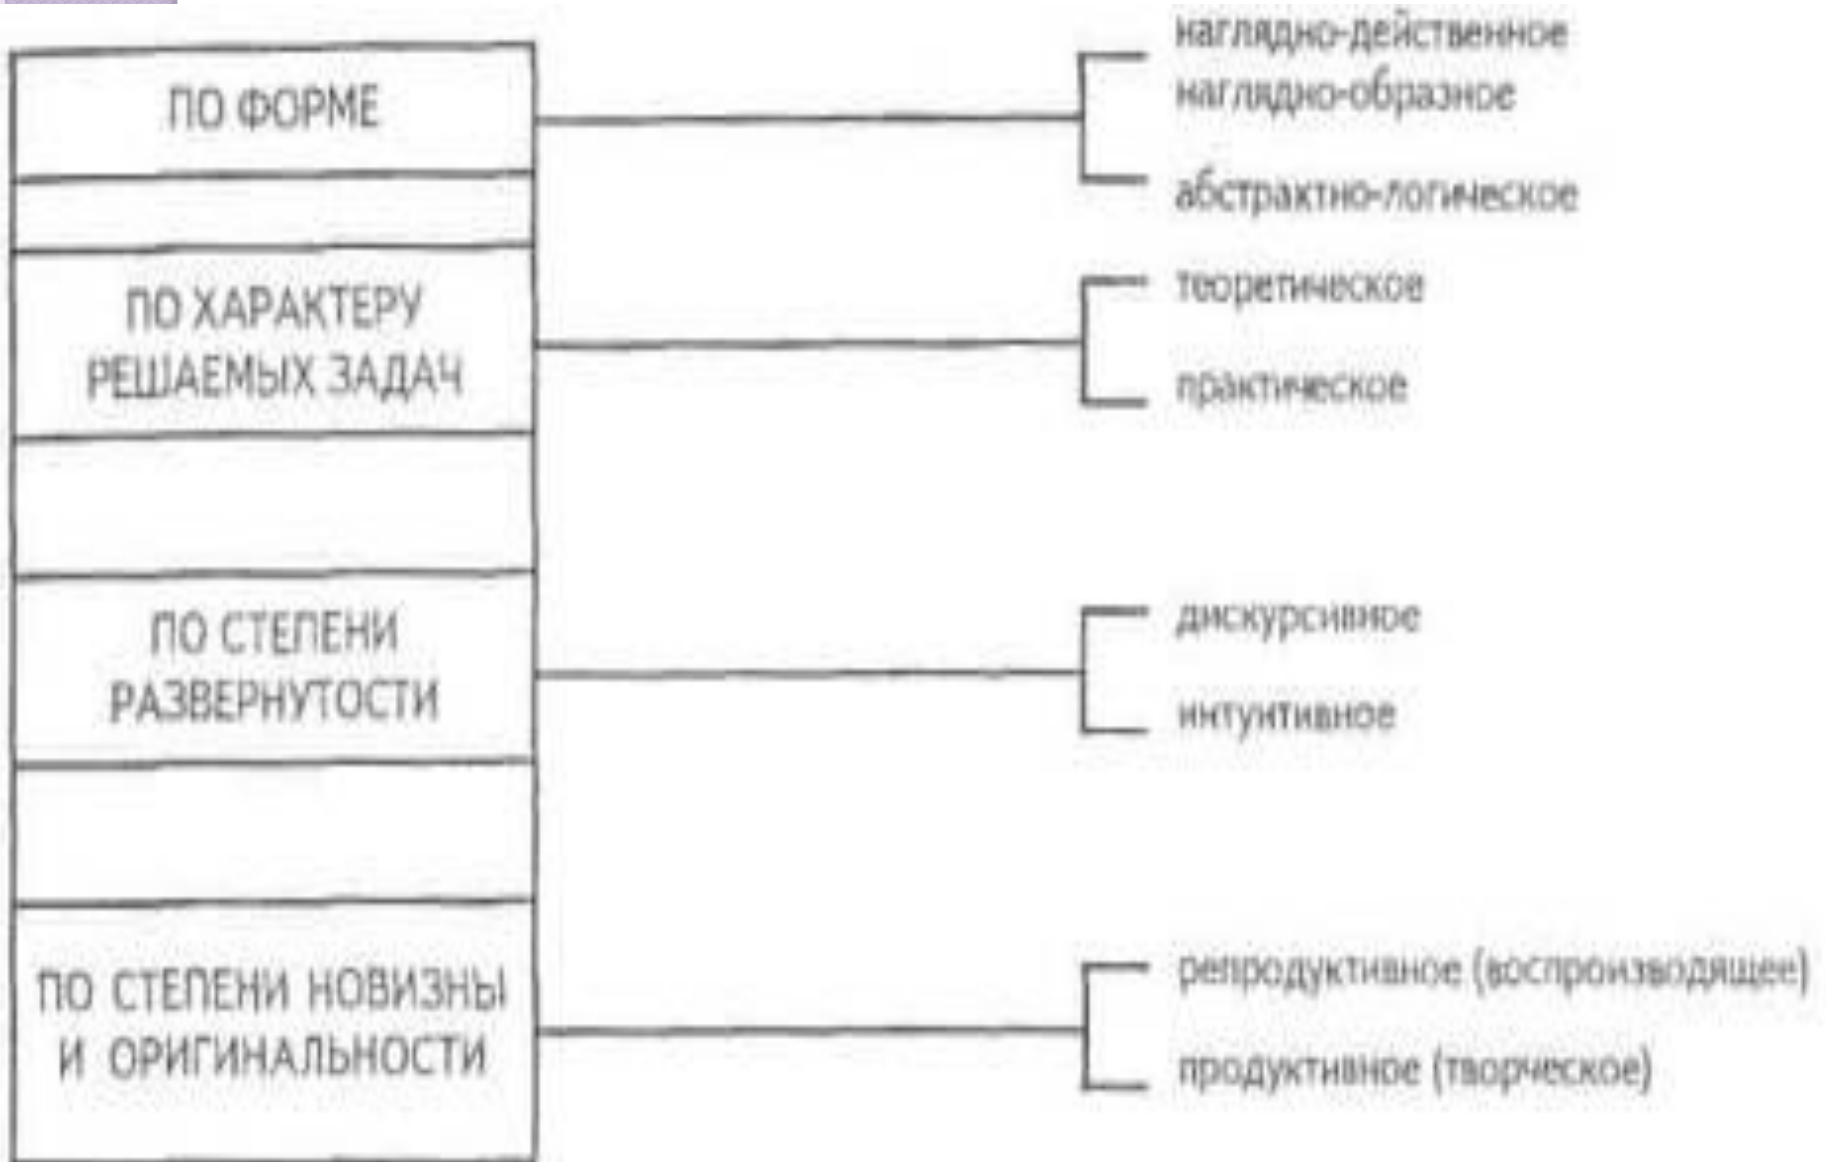 ПО ФОРМЕ
наглядно-действенное
наглядно-образное
абстрактно-логическое
ПО ХАРАКТЕРУ
РЕШАЕМЫХ ЗАДАЧ
теоретическое
практическое
ПО СТЕПЕНИ
РАЗВЕРНУТОСТИ
дискурсивное
интуитивное
ПО СТЕПЕНИ НОВИЗНЫ
И ОРИГИНАЛЬНОСТИ
репродуктивное (воспроизводящее)
продуктивное (творческое)